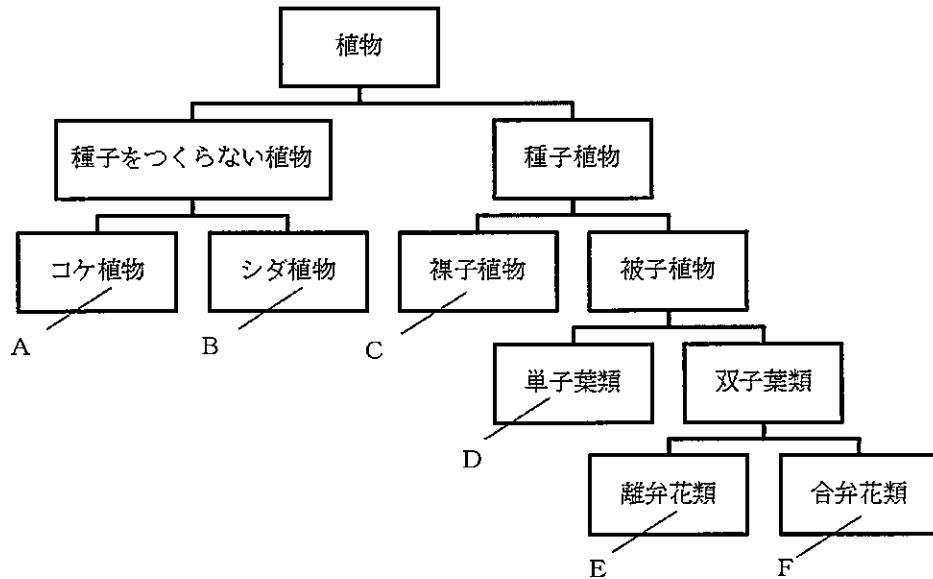 植物
種子をつくらない植物
種子植物
コケ植物
シダ植物
裸子植物
被子植物
A
B
C
単子葉類
双子葉類
D
離弁花類
合弁花類
E
F